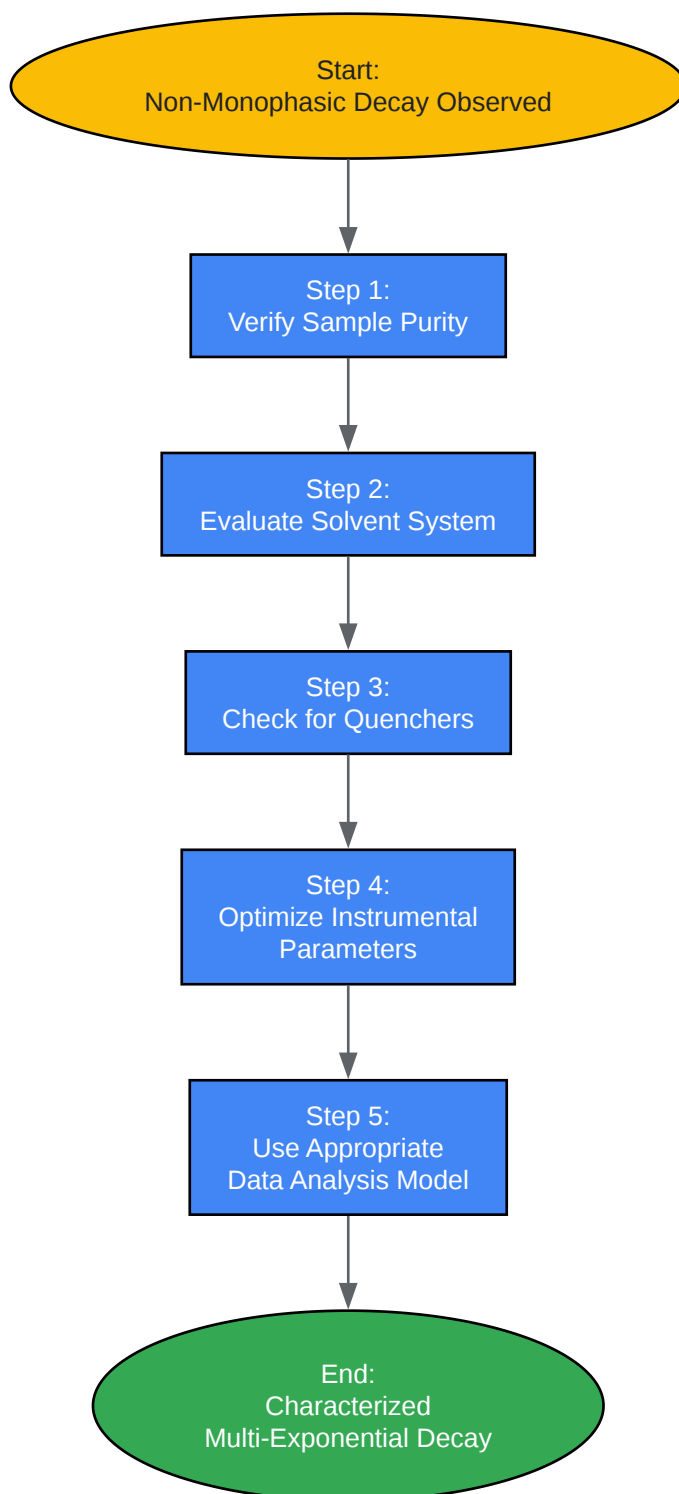 Start:
Non-Monophasic Decay Observed
Step 1:
Verify Sample Purity
Step 2:
Evaluate Solvent System
Step 3:
Check for Quenchers
Step 4:
Optimize Instrumental
Parameters
Step 5:
Use Appropriate
Data Analysis Model
End:
Characterized
Multi-Exponential Decay